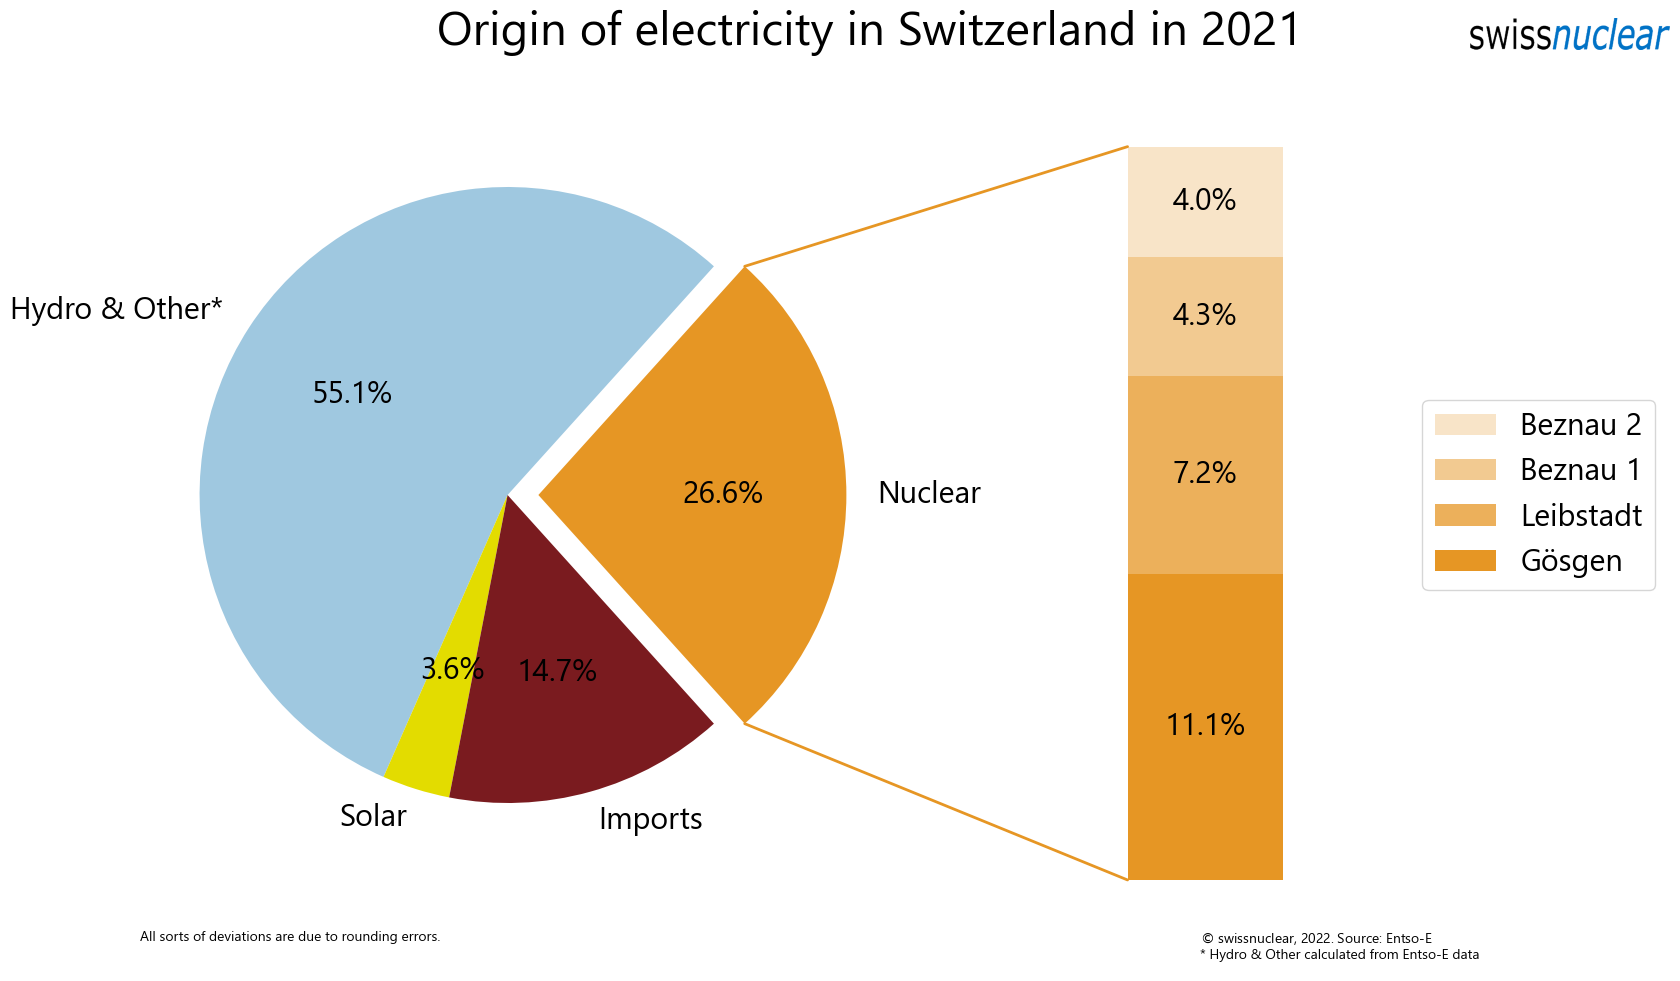 Origin of electricity in Switzerland in 2021
swissnuclear
Hydro & Other*
55.1%
26.6%
Nuclear
3.6%
14.7%
Solar
Imports
4.0%
4.3%
7.2%
11.1%
Beznau 2
Beznau 1
Leibstadt
Gösgen
All sorts of deviations are due to rounding errors.
© swissnuclear, 2022. Source: Entso-E
* Hydro & Other calculated from Entso-E data